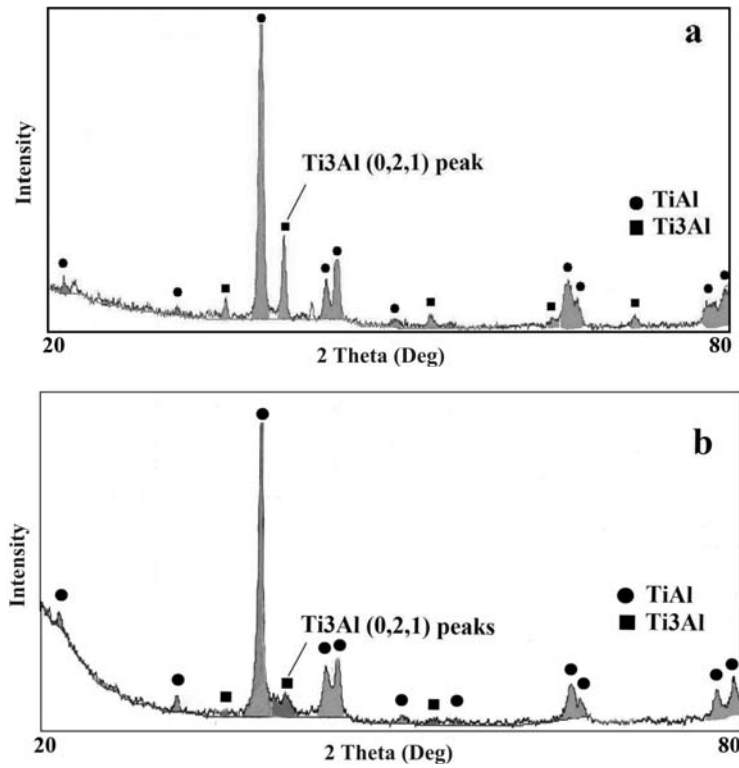 a
Intensity
Ti3Al (0,2,1) peak
TiAl
Ti3Al
20
2 Theta (Deg)
80
b
Intensity
TiAl
Ti3Al
Ti3Al (0,2,1) peaks
20
2 Theta (Deg)
80